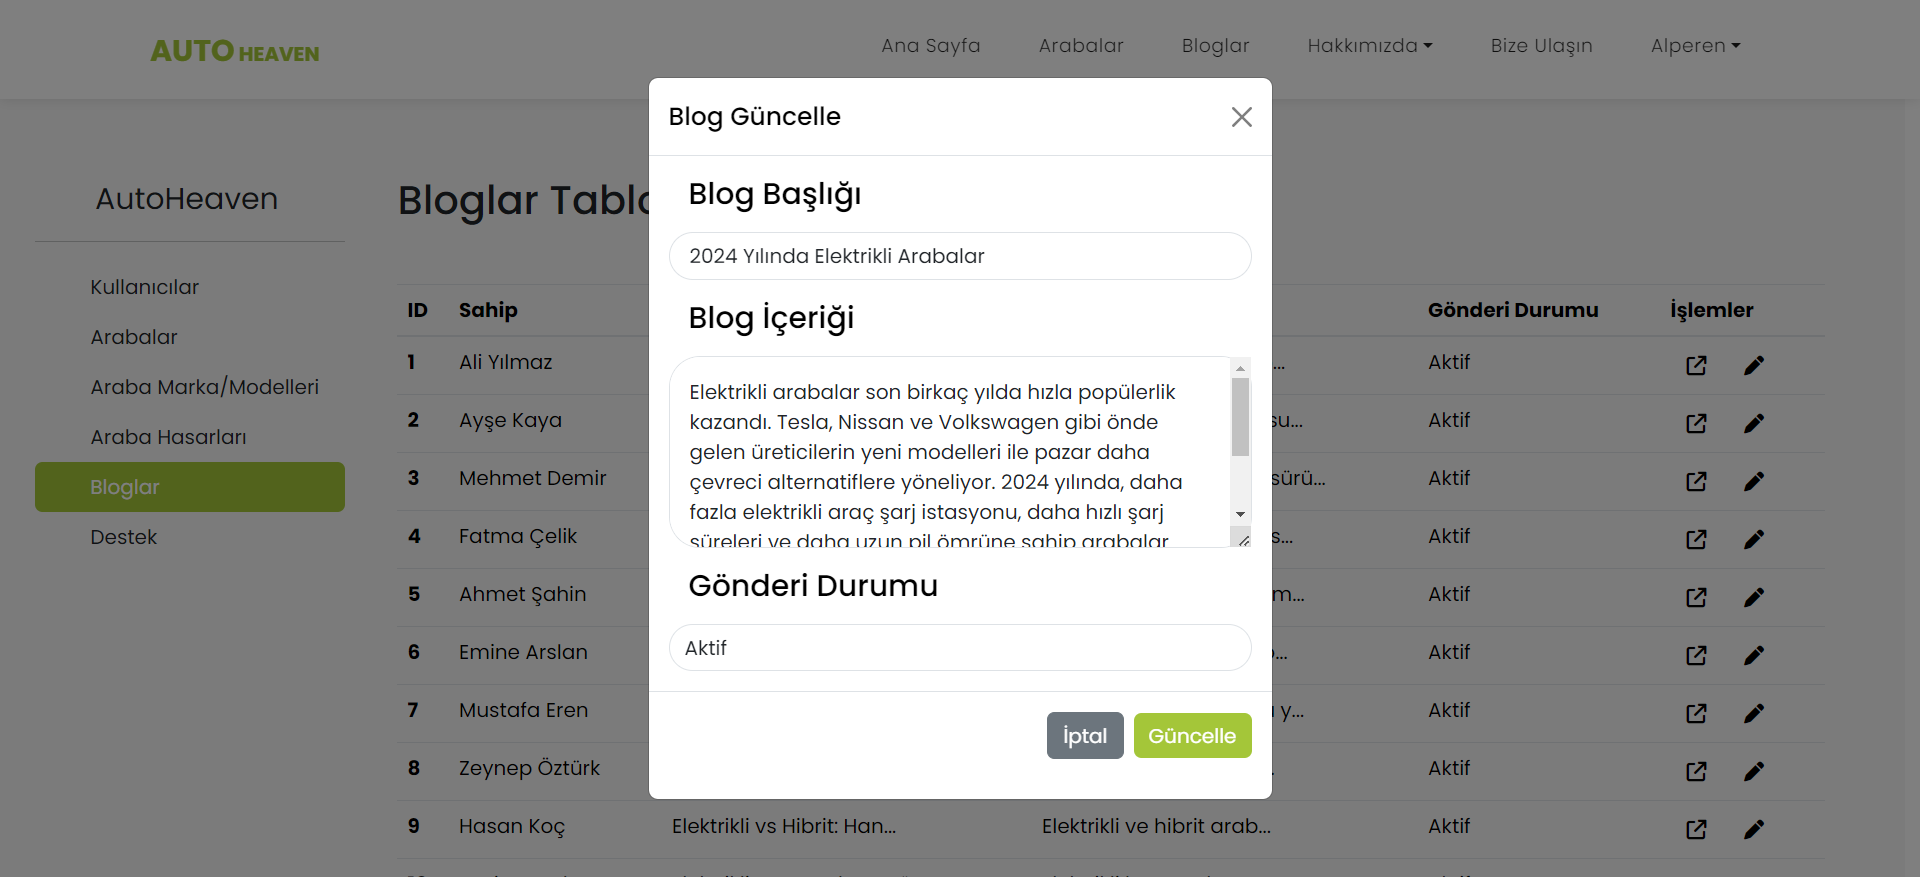 AUTO HEAVEN
Ana Sayfa
Arabalar
Bloglar
Hakkımızda
Bize Ulaşın
Alperen
AutoHeaven
Kullanıcılar
Arabalar
Araba Marka/Modelleri
Araba Hasarları
Bloglar
Destek
Bloglar
Blog Güncelle
Blog Başlığı
2024 Yılında Elektrikli Arabalar
Blog İçeriği
Elektrikli arabalar son birkaç yılda hızla popülerlik
kazandı. Tesla, Nissan ve Volkswagen gibi önde
gelen üreticilerin yeni modelleri ile pazar daha
çevreci alternatiflere yöneliyor. 2024 yılında, daha
fazla elektrikli araç şarj istasyonu, daha hızlı şarj
süreleri ve daha uzun pil ömrüne sahip arabalar
Gönderi Durumu
Aktif
İptal
Güncelle
ID Sahip Gönderi Durumu İşlemler
1 Ali Yılmaz ... Aktif
2 Ayşe Kaya su... Aktif
3 Mehmet Demir sürü... Aktif
4 Fatma Çelik s... Aktif
5 Ahmet Şahin m... Aktif
6 Emine Arslan ... Aktif
7 Mustafa Eren y... Aktif
8 Zeynep Öztürk Aktif
9 Hasan Koç Elektrikli vs Hibrit: Han... Elektrikli ve hibrit arab... Aktif